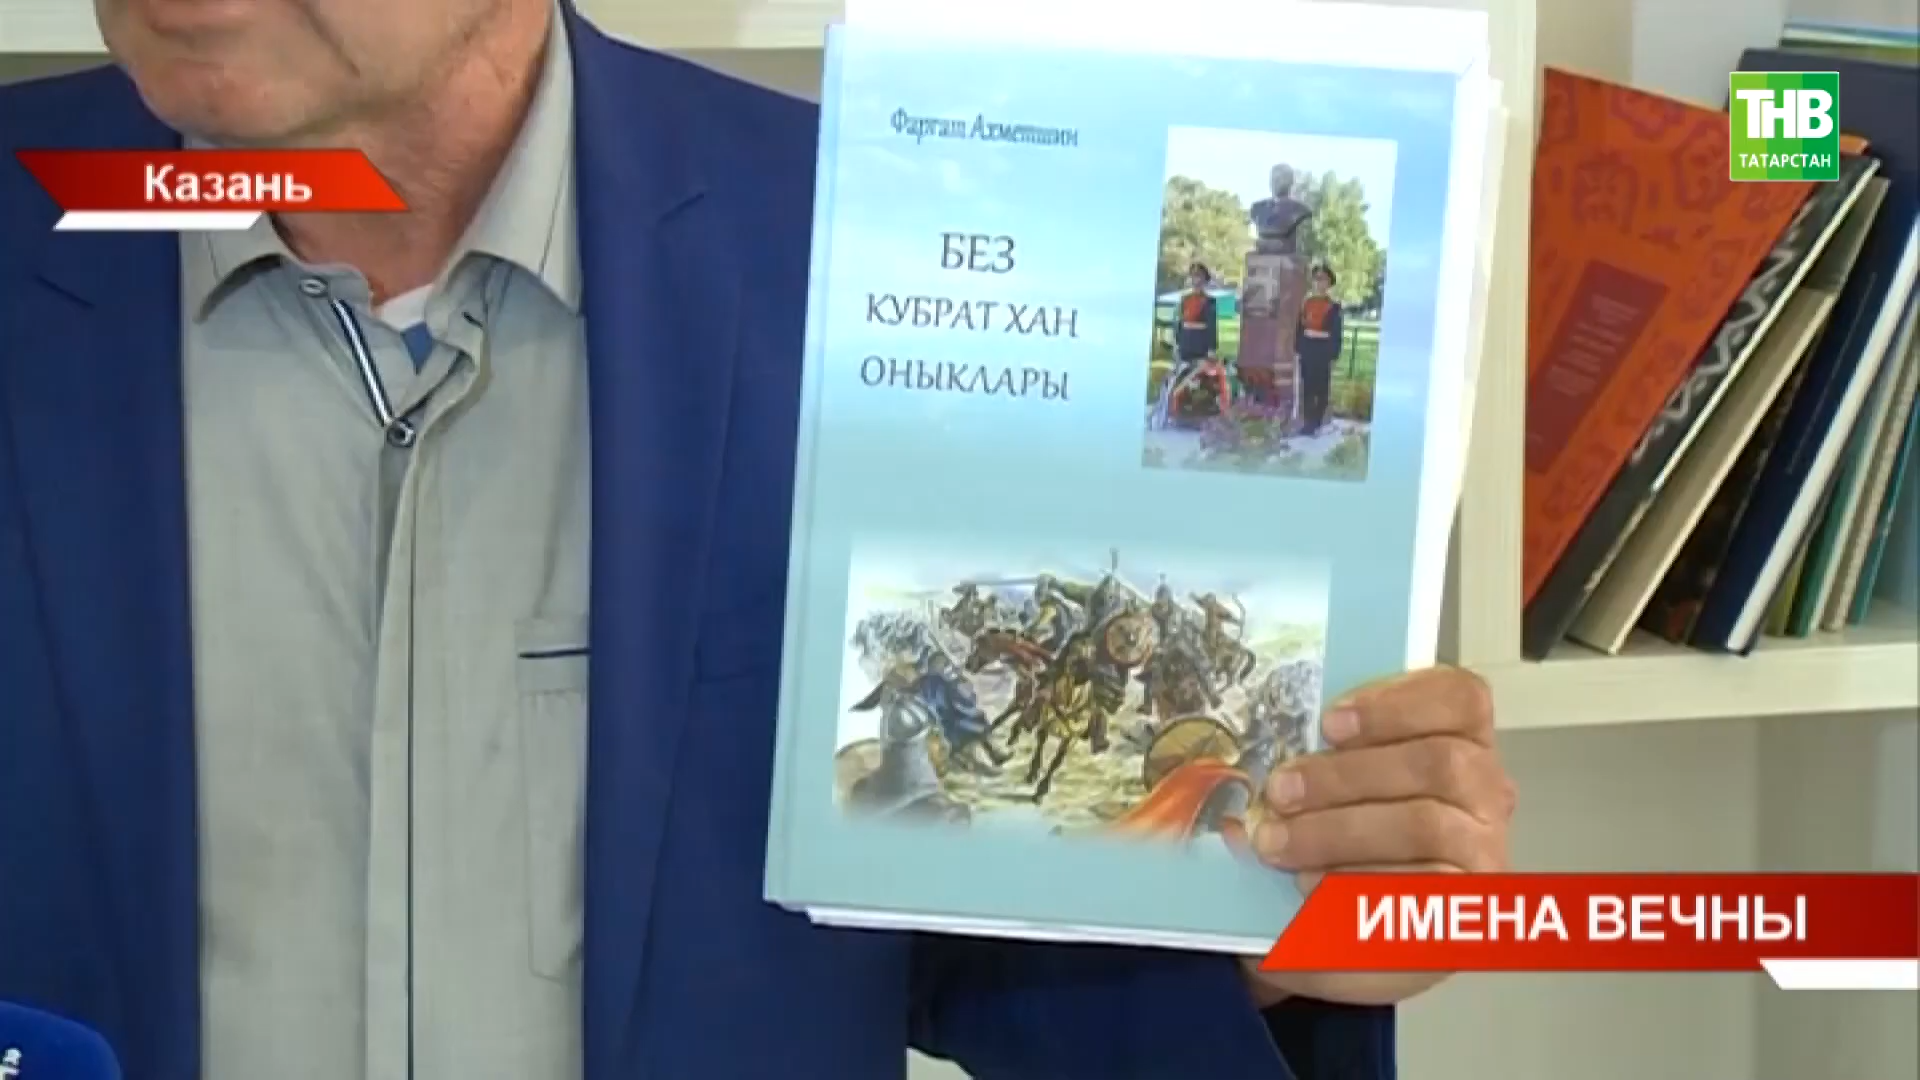 ТНВ
ТАТАРСТАН
Казань
Фаргат Ахметшин
БЕЗ
КУБРАТ ХАН
ОНЫКЛАРЫ
ИМЕНА ВЕЧНЫ